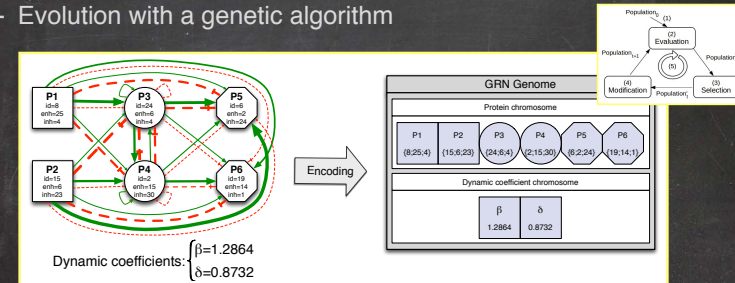 - Evolution with a genetic algorithm
Population₀ (1)
(2)
Evaluation
Populationₜ₊₁
Population
(5)
(4)
Modification
(3)
Selection
Population'ₜ
P1
id=8
enh=25
inh=4
P3
id=24
enh=6
inh=4
P5
id=6
enh=2
inh=24
P2
id=15
enh=6
inh=23
P4
id=2
enh=15
inh=30
P6
id=19
enh=14
inh=1
Dynamic coefficients:
β=1.2864
δ=0.8732
Encoding
GRN Genome
Protein chromosome
P1 P2 P3 P4 P5 P6
{8;25;4} {15;6;23} {24;6;4} {2;15;30} {6;2;24} {19;14;1}
Dynamic coefficient chromosome
β δ
1.2864 0.8732